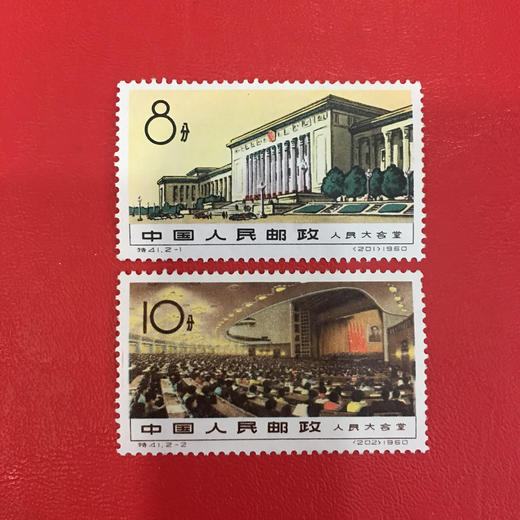 8分
中国人民邮政 人民大会堂
特41.2-1 (201)1960
10分
中国人民邮政 人民大会堂
特41.2-2 (202)1960